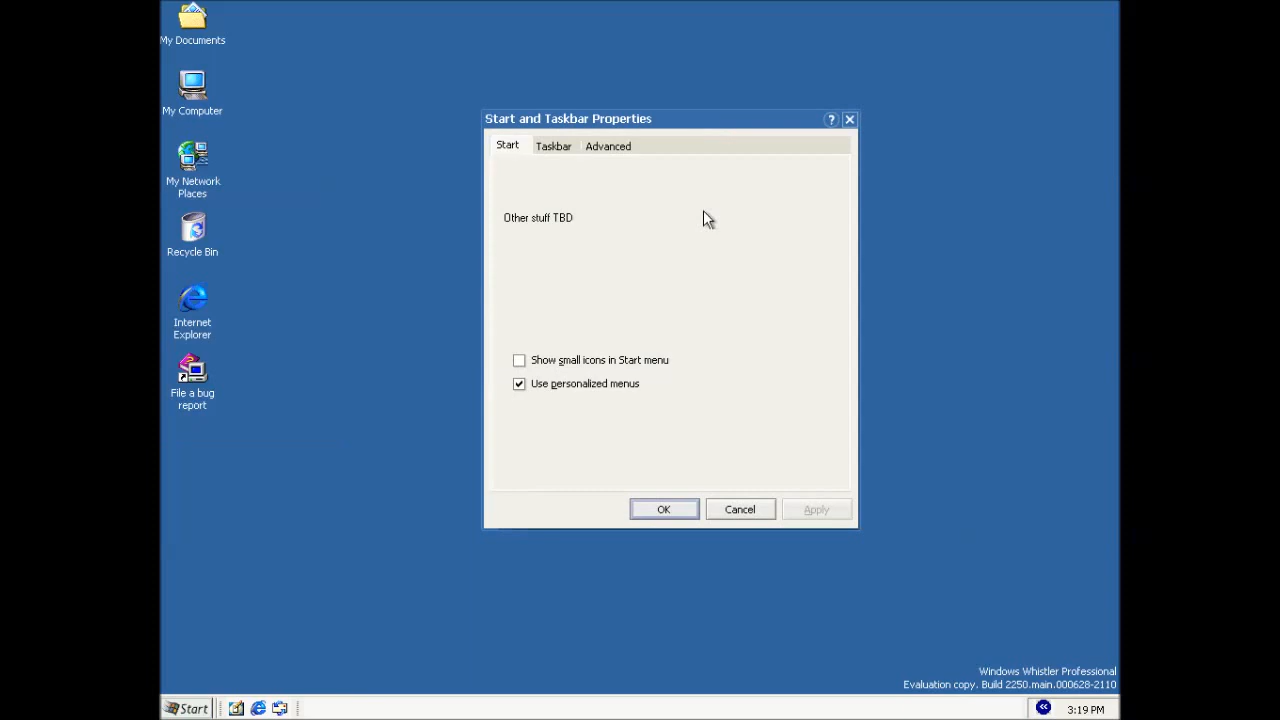 My Documents
My Computer
My Network
Places
Recycle Bin
Internet
Explorer
File a bug
report
Start and Taskbar Properties
?
Start Taskbar Advanced
Other stuff TBD
Show small icons in Start menu
Use personalized menus
OK Cancel Apply
Windows Whistler Professional
Evaluation copy. Build 2250.main.000628-2110
Start
3:19 PM